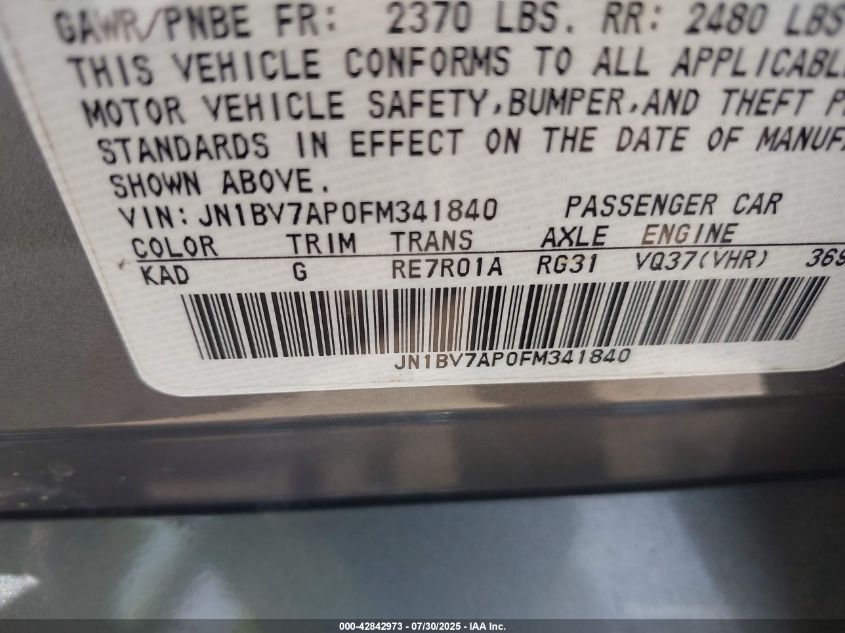 GAWR/PNBE FR: 2370 LBS. RR: 2480 LBS
THIS VEHICLE CONFORMS TO ALL APPLICABL
MOTOR VEHICLE SAFETY, BUMPER, AND THEFT P
STANDARDS IN EFFECT ON THE DATE OF MANUF
SHOWN ABOVE.
VIN: JN1BV7AP0FM341840 PASSENGER CAR
COLOR TRIM TRANS AXLE ENGINE
KAD G RE7R01A RG31 VQ37(VHR) 369
JN1BV7AP0FM341840
000-42842973 - 07/30/2025 - IAA Inc.